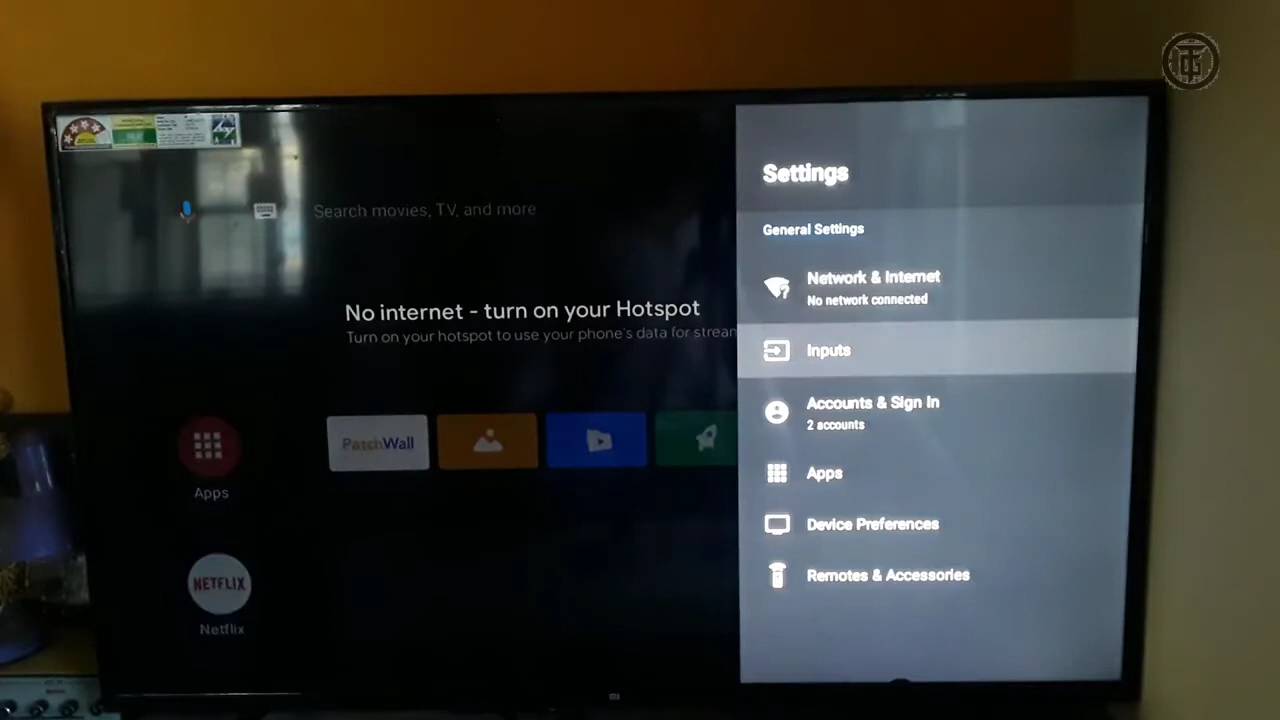 Settings
General Settings
Search movies, TV, and more
Network & Internet
No network connected
No internet - turn on your Hotspot
Turn on your hotspot to use your phone's data for strean
Inputs
Accounts & Sign In
2 accounts
PatchWall
Apps
Apps
Device Preferences
NETFLIX
Remotes & Accessories
Netflix
MI